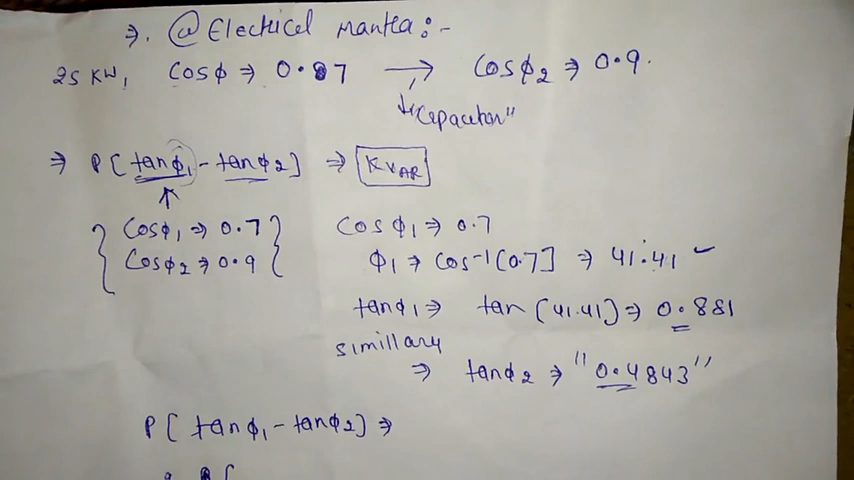 ⇒. @ Electrical mantra:-
25 KW, Cosϕ ⇒ 0.7 → Cosϕ2 ⇒ 0.9.
"Capacitor"
⇒ P[tanϕ1 - tanϕ2] ⇒ KVAR
{ Cosϕ1 ⇒ 0.7 }
{ Cosϕ2 ⇒ 0.9 }
Cosϕ1 ⇒ 0.7
ϕ1 ⇒ Cos-1[0.7] ⇒ 41.41 ✓
tanϕ1 ⇒ tan [41.41] ⇒ 0.881
simillary
⇒ tanϕ2 ⇒ "0.4843"
P[tanϕ1 - tanϕ2] ⇒